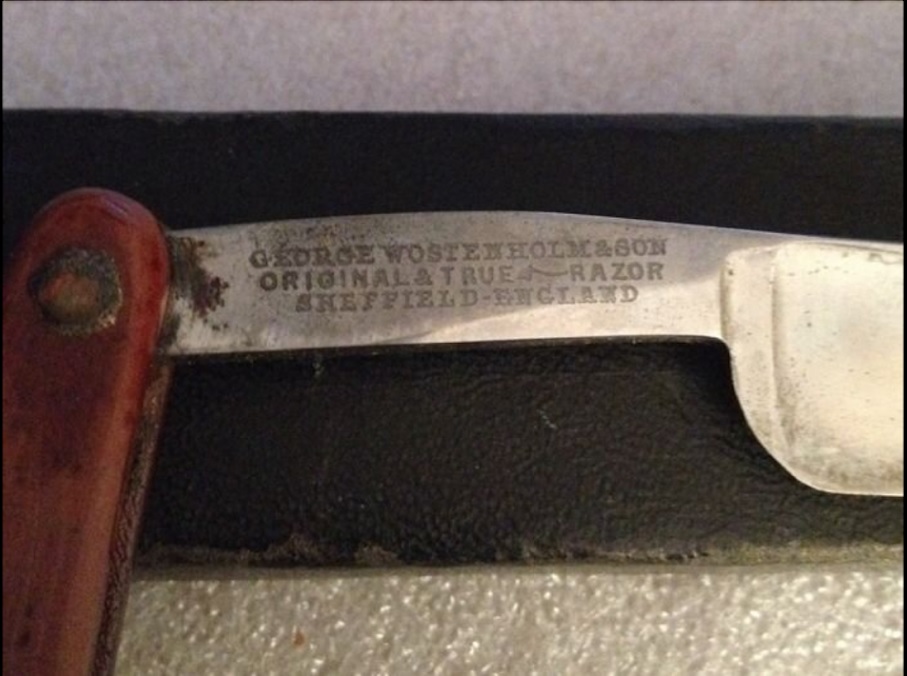 GEORGE WOSTENHOLM & SON
ORIGINAL & TRUE RAZOR
SHEFFIELD-ENGLAND